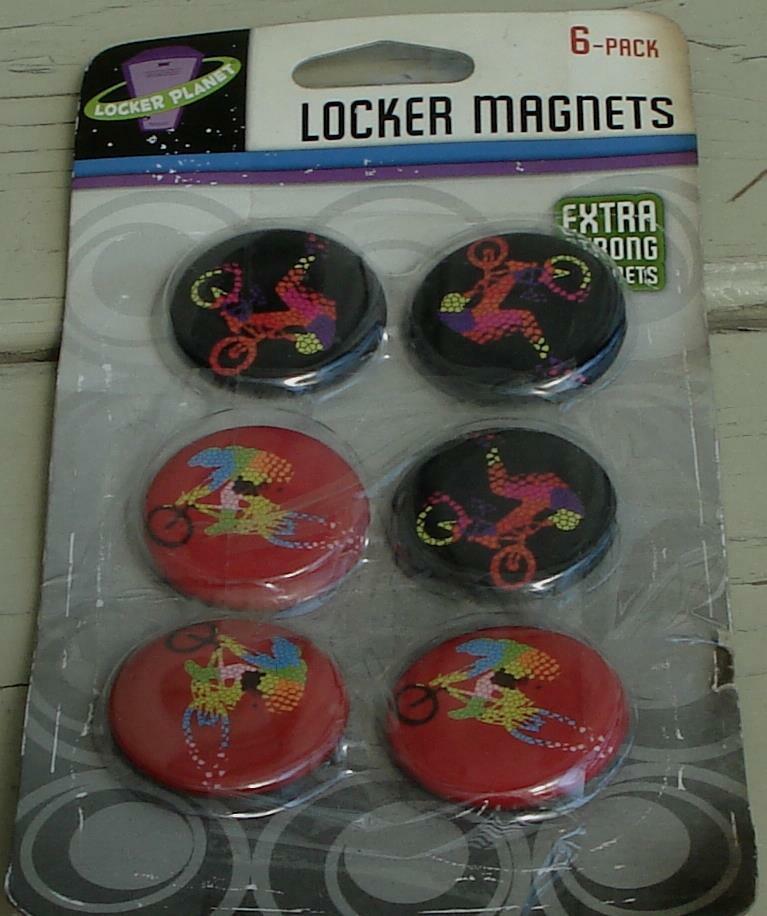 LOCKER PLANET
6-PACK
LOCKER MAGNETS
EXTRA